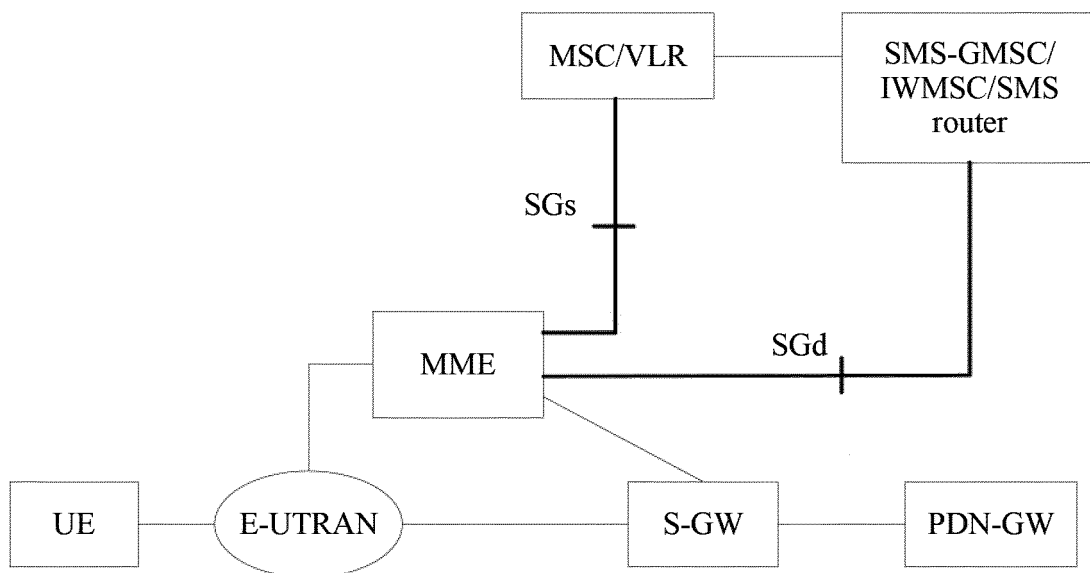 MSC/VLR
SMS-GMSC/
IWMSC/SMS
router
SGs
SGd
MME
UE
E-UTRAN
S-GW
PDN-GW